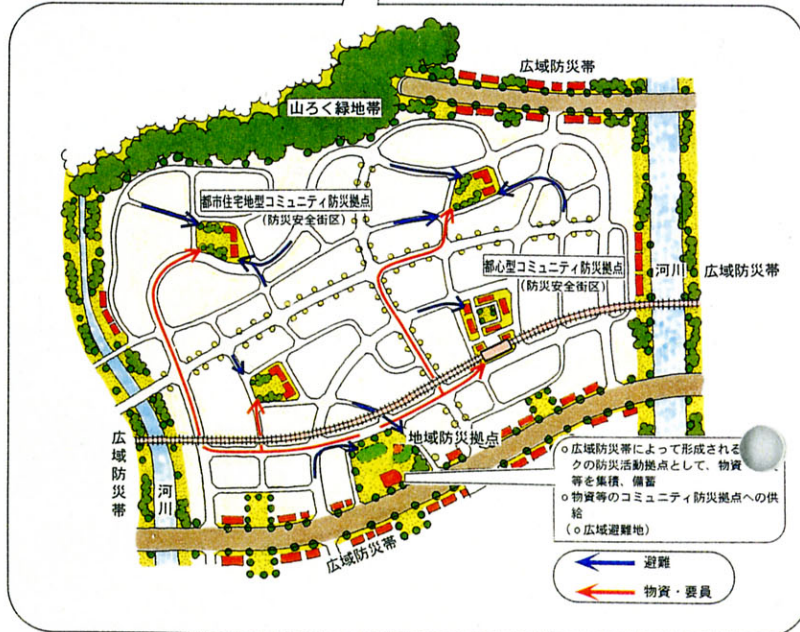 広域防災帯
山ろく緑地帯
都市住宅地型コミュニティ防災拠点
(防災安全街区)
都心型コミュニティ防災拠点
(防災安全街区)
河川
広域防災帯
地域防災拠点
広域防災帯
河川
広域防災帯
○広域防災帯によって形成される
クの防災活動拠点として、物資
等を集積、備蓄
○物資等のコミュニティ防災拠点への供
給
(○広域避難地)
避難
物資・要員